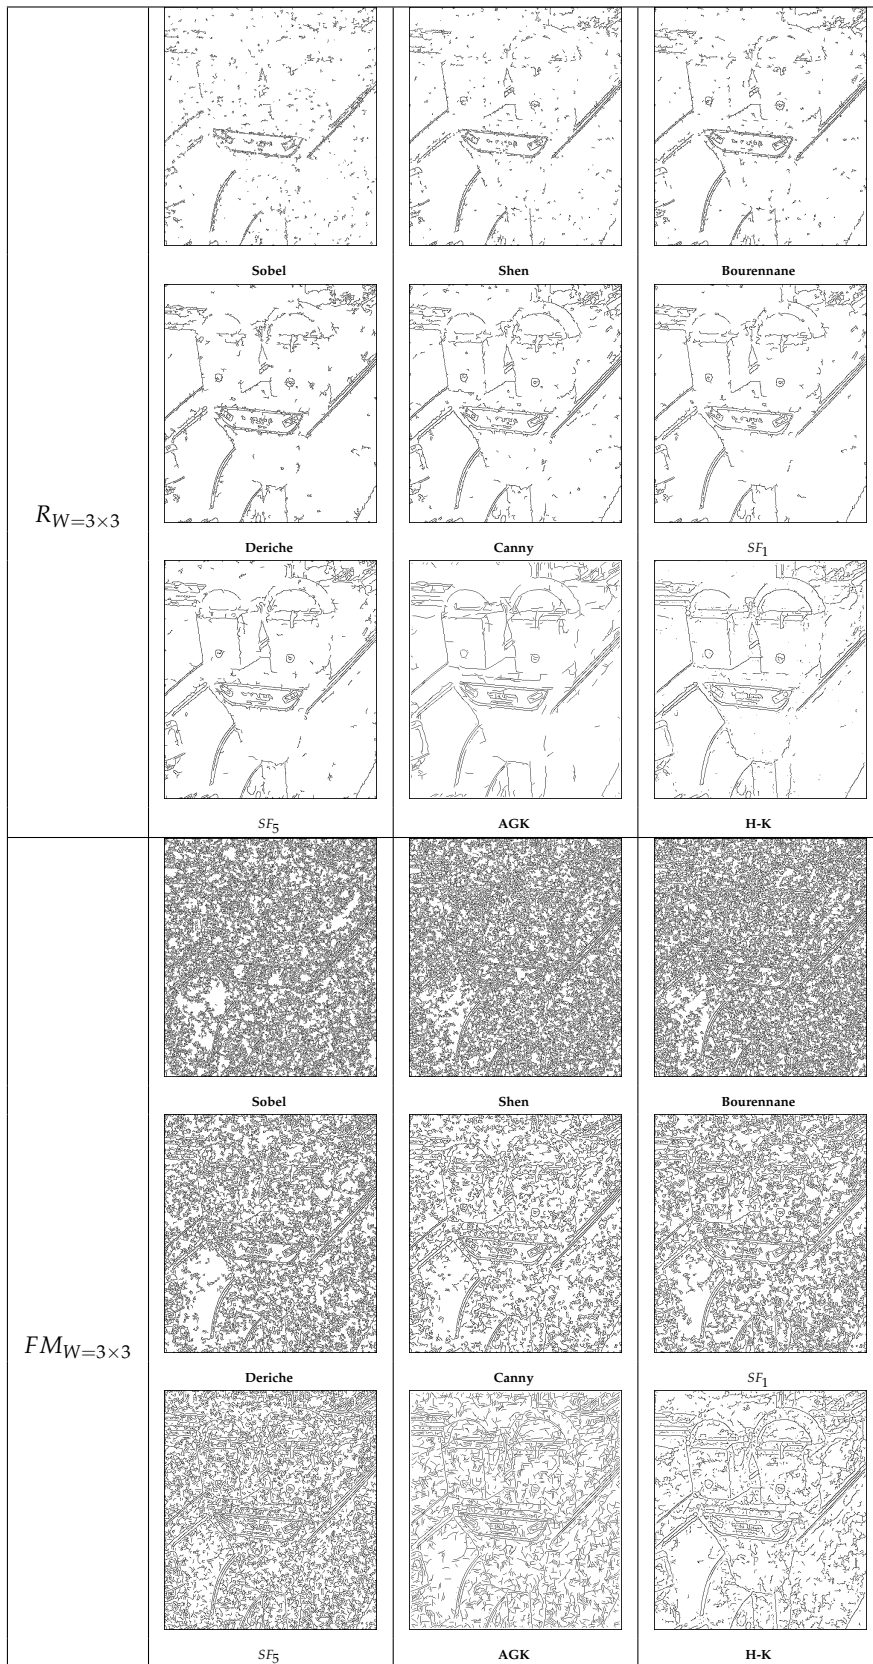 Sobel Shen Bourennane
R_{W=3×3}
Deriche Canny SF_1
SF_5 AGK H-K
Sobel Shen Bourennane
FM_{W=3×3}
Deriche Canny SF_1
SF_5 AGK H-K